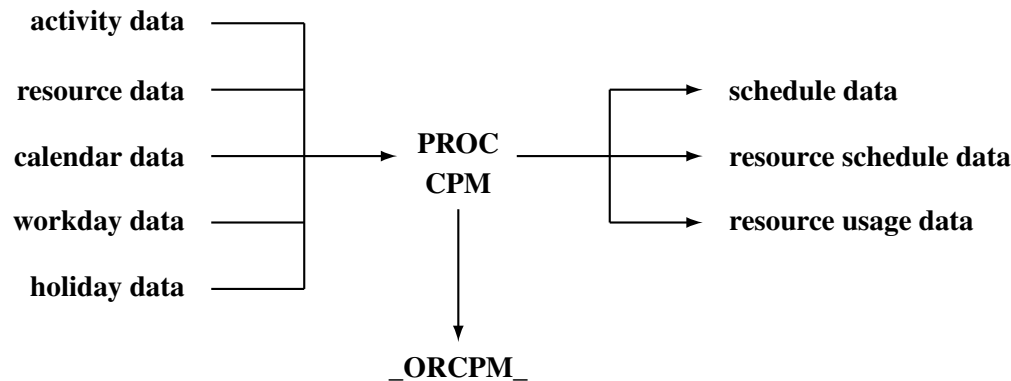 activity data
resource data
calendar data
workday data
holiday data
PROC
CPM
schedule data
resource schedule data
resource usage data
_ORCPM_